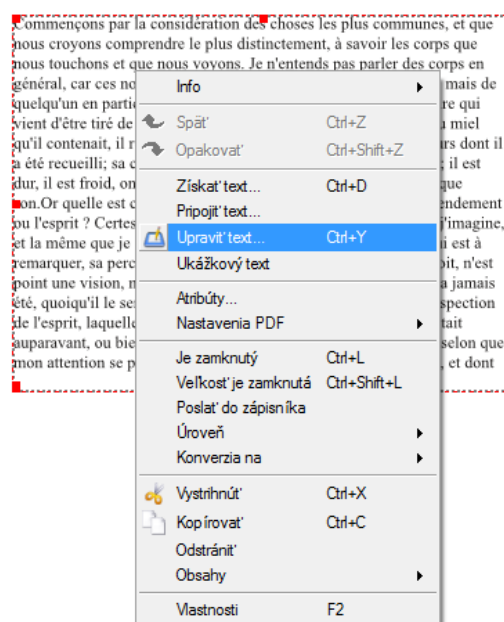 Commençons par la considération des choses les plus communes, et que
nous croyons comprendre le plus distinctement, à savoir les corps que
nous touchons et que nous voyons. Je n'entends pas parler des corps en
général, car ces no mais de
quelqu'un en parti re qui
vient d'être tiré de miel
qu'il contenait, il r rs dont il
a été recueilli; sa c ; il est
dur, il est froid, on que
son.Or quelle est c endement
ou l'esprit ? Certes j'imagine,
et la même que je i est à
remarquer, sa perc oit, n'est
point une vision, n a jamais
été, quoiqu'il le se spection
de l'esprit, laquelle tait
auparavant, ou bie selon que
mon attention se p , et dont
Info
Späť Ctrl+Z
Opakovať Ctrl+Shift+Z
Získať text... Ctrl+D
Pripojiť text...
Upraviť text... Ctrl+Y
Ukážkový text
Atribúty...
Nastavenia PDF
Je zamknutý Ctrl+L
Veľkosť je zamknutá Ctrl+Shift+L
Poslať do zápisníka
Úroveň
Konverzia na
Vystrihnúť Ctrl+X
Kopírovať Ctrl+C
Odstrániť
Obsahy
Vlastnosti F2